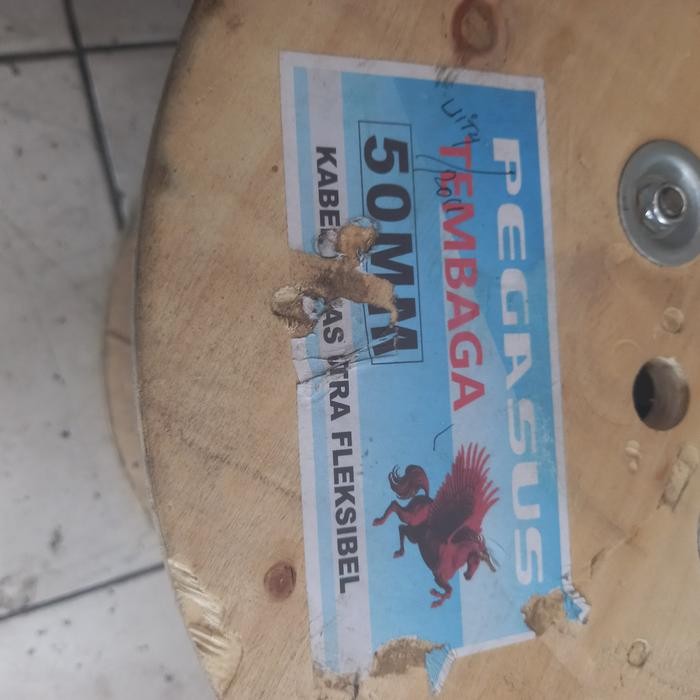 PEGASUS
TEMBAGA
50MM
KABEL AS TRA FLEKSIBEL